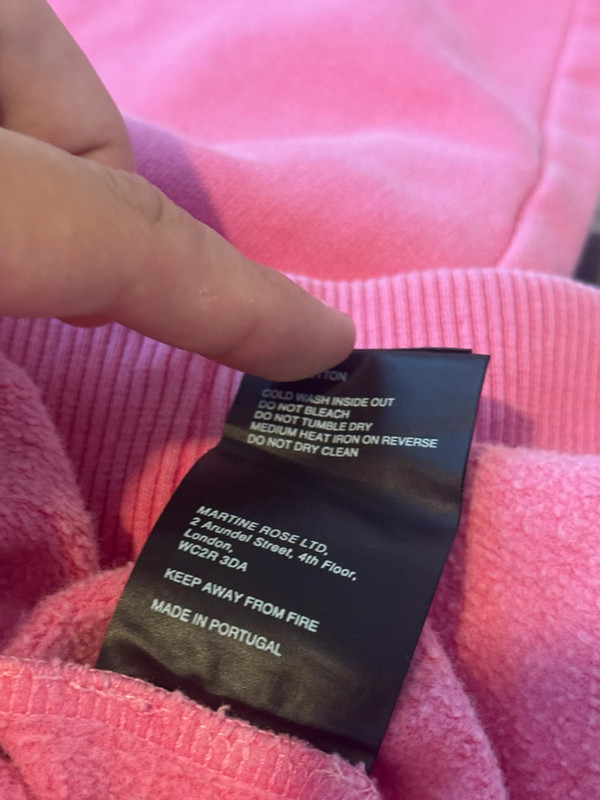 COLD WASH INSIDE OUT
DO NOT BLEACH
DO NOT TUMBLE DRY
MEDIUM HEAT IRON ON REVERSE
DO NOT DRY CLEAN
MARTINE ROSE LTD,
2 Arundel Street, 4th Floor,
London,
WC2R 3DA
KEEP AWAY FROM FIRE
MADE IN PORTUGAL